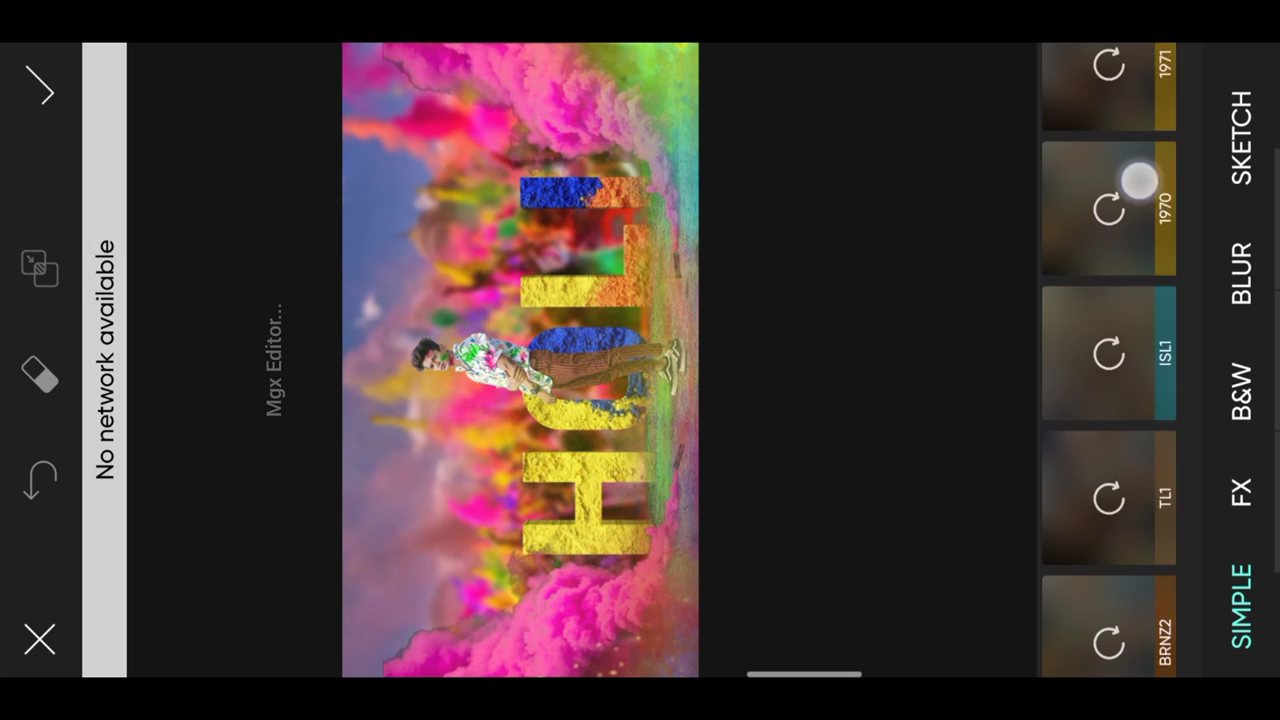 No network available
Mgx Editor...
HOLI
BRNZ2
TL1
ISL1
1970
1971
SIMPLE
FX
B&W
BLUR
SKETCH